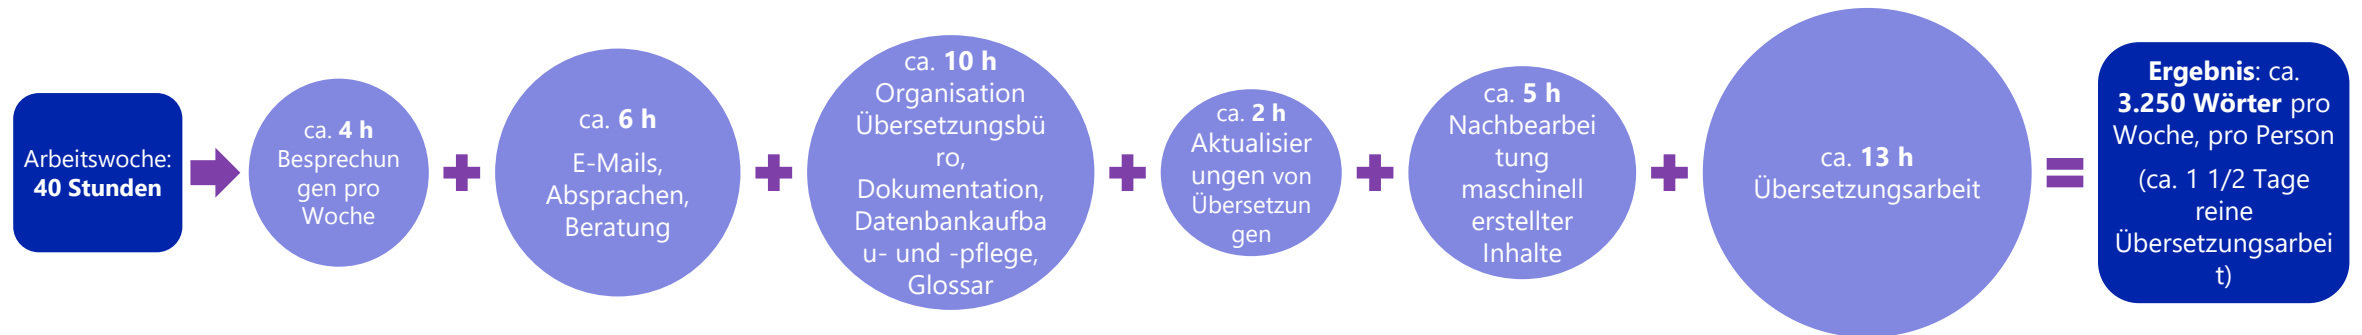 Arbeitswoche:
40 Stunden
ca. 4 h
Besprechun
gen pro
Woche
ca. 6 h
E-Mails,
Absprachen,
Beratung
ca. 10 h
Organisation
Übersetzungsbü
ro,
Dokumentation,
Datenbankaufba
u- und -pflege,
Glossar
ca. 2 h
Aktualisier
ungen von
Übersetzun
gen
ca. 5 h
Nachbearbei
tung
maschinell
erstellter
Inhalte
ca. 13 h
Übersetzungsarbeit
Ergebnis: ca.
3.250 Wörter pro
Woche, pro Person
(ca. 1 1/2 Tage
reine
Übersetzungsarbei
t)